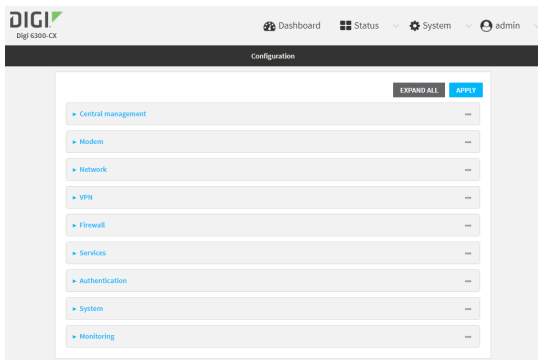 DIGI
Digi 6300-CX
Dashboard Status System admin
Configuration
EXPAND ALL APPLY
Central management
Modem
Network
VPN
Firewall
Services
Authentication
System
Monitoring